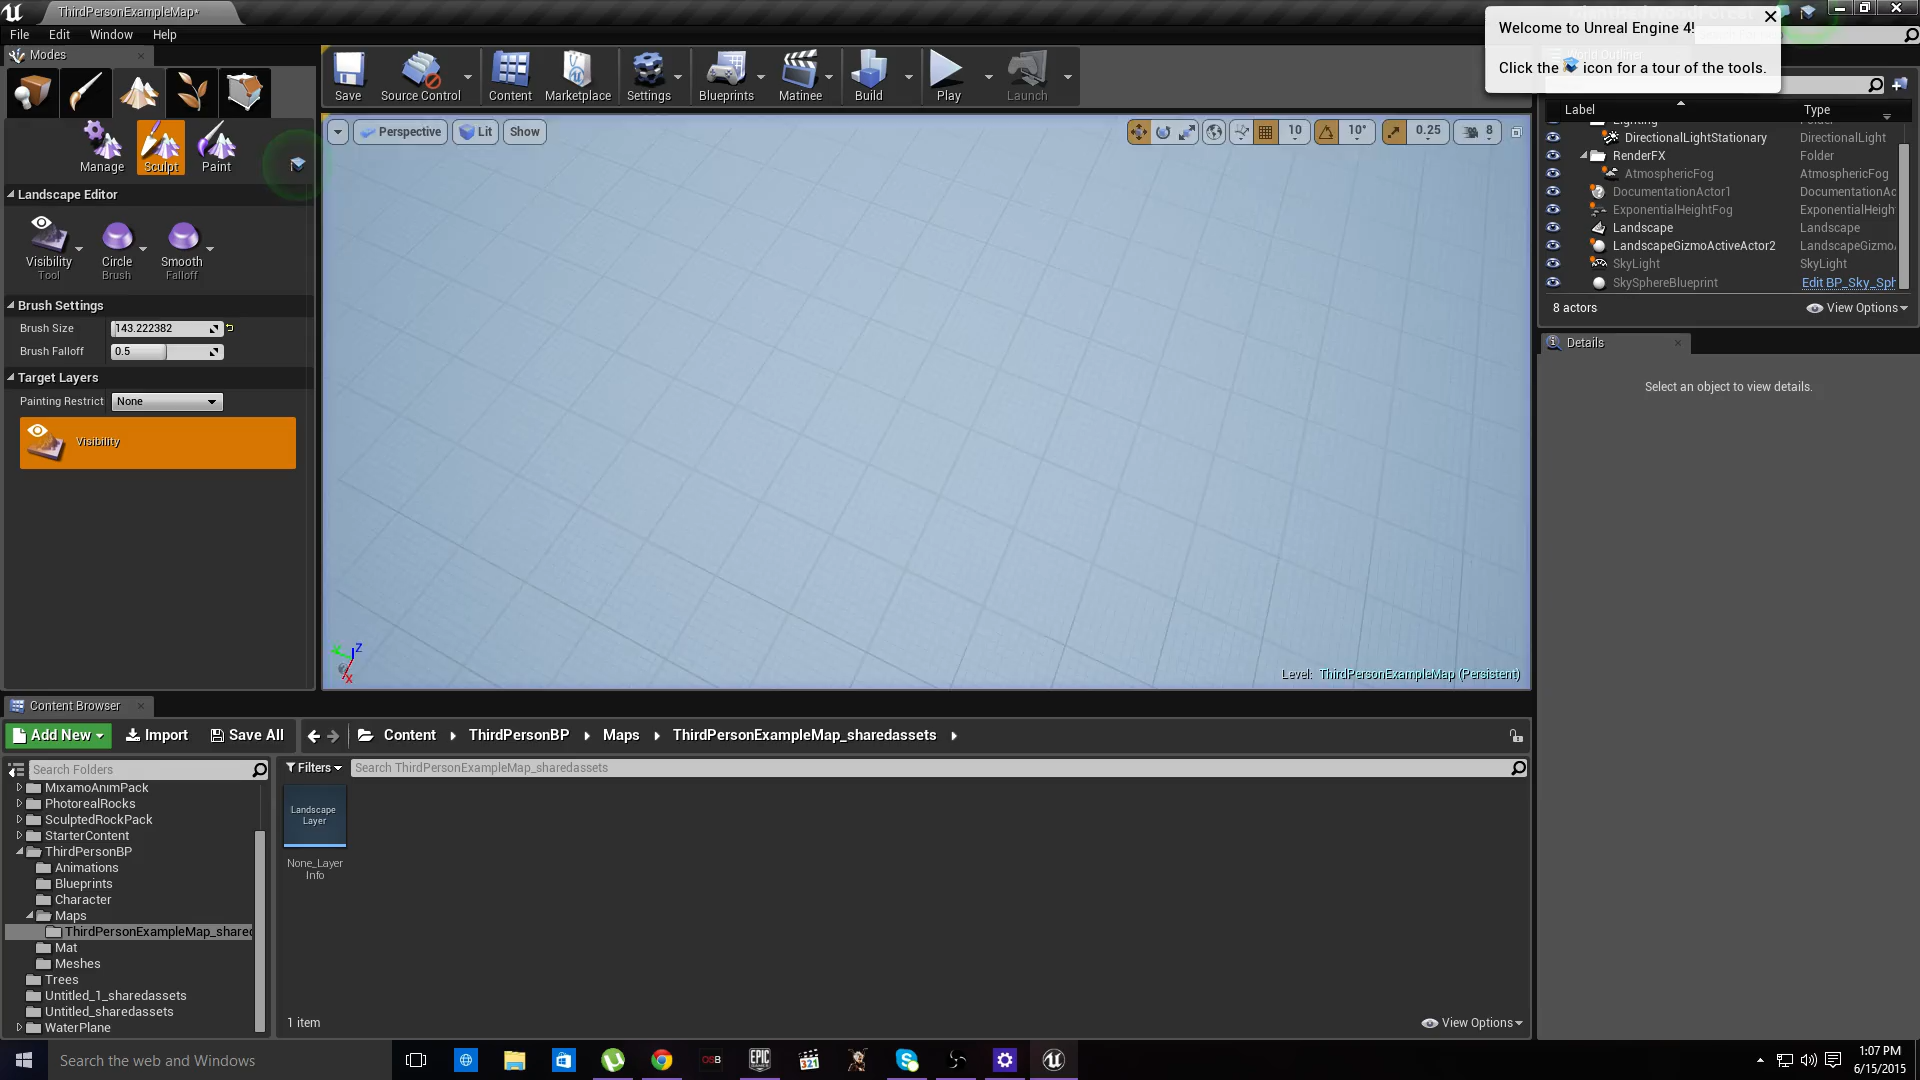 ThirdPersonExampleMap*
File Edit Window Help
Welcome to Unreal Engine 4!
Click the icon for a tour of the tools.
Modes
Save Source Control Content Marketplace Settings Blueprints Matinee Build Play Launch
Manage Sculpt Paint
Perspective Lit Show
10 10° 0.25 8
Landscape Editor
Visibility Circle Smooth
Tool Brush Falloff
Brush Settings
Brush Size 143.222382
Brush Falloff 0.5
Target Layers
Painting Restrict None
Visibility
Level: ThirdPersonExampleMap (Persistent)
World Outliner
Label Type
Lighting Folder
DirectionalLightStationary DirectionalLight
RenderFX Folder
AtmosphericFog AtmosphericFog
DocumentationActor1 DocumentationAc
ExponentialHeightFog ExponentialHeigh
Landscape Landscape
LandscapeGizmoActiveActor2 LandscapeGizmo
SkyLight SkyLight
SkySphereBlueprint Edit BP_Sky_Sph
8 actors View Options
Details
Select an object to view details.
Content Browser
Add New Import Save All Content ThirdPersonBP Maps ThirdPersonExampleMap_sharedassets
Search Folders
Filters Search ThirdPersonExampleMap_sharedassets
MixamoAnimPack
PhotorealRocks
SculptedRockPack
StarterContent
ThirdPersonBP
Animations
Blueprints
Character
Maps
ThirdPersonExampleMap_shared
Mat
Meshes
Trees
Untitled_1_sharedassets
Untitled_sharedassets
WaterPlane
Landscape
Layer
None_Layer
Info
1 item View Options
Search the web and Windows
EPIC
GAMES
321
1:07 PM
6/15/2015